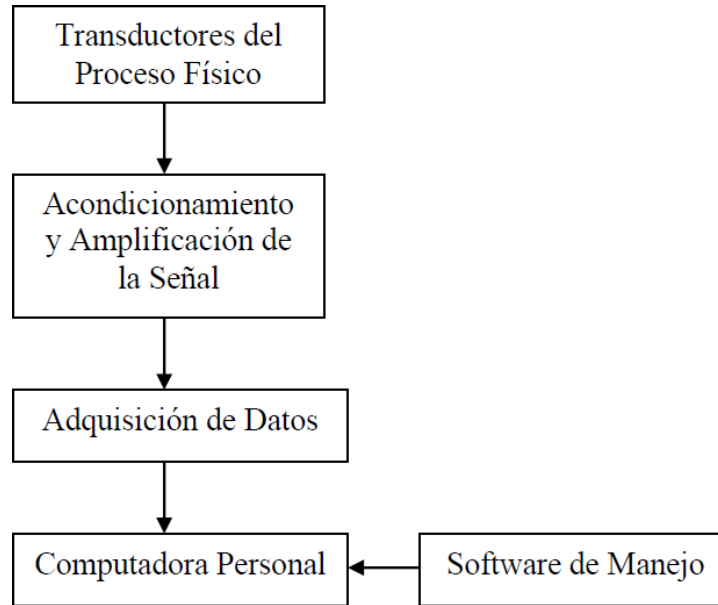 Transductores del
Proceso Físico
Acondicionamiento
y Amplificación de
la Señal
Adquisición de Datos
Computadora Personal
Software de Manejo